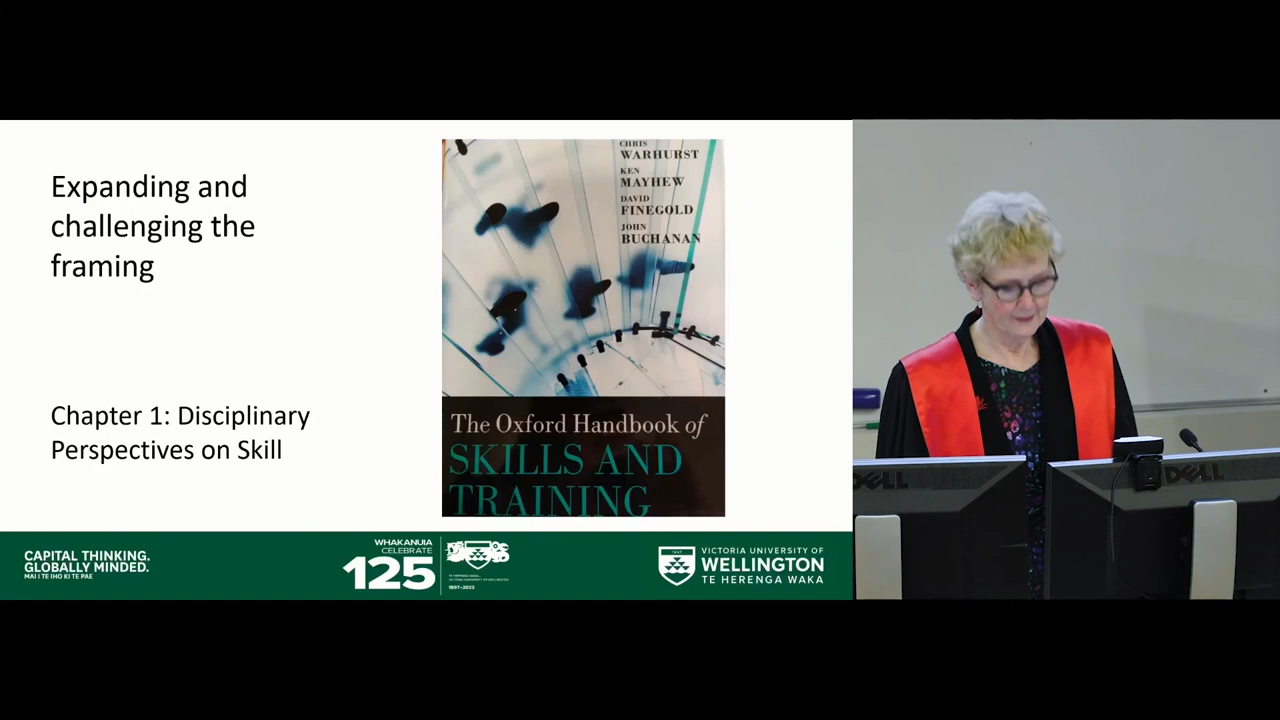 Expanding and
challenging the
framing
Chapter 1: Disciplinary
Perspectives on Skill
CHRIS
WARHURST
KEN
MAYHEW
DAVID
FINEGOLD
JOHN
BUCHANAN
The Oxford Handbook of
SKILLS AND
TRAINING
CAPITAL THINKING.
GLOBALLY MINDED.
MAI I TE IHO KI TE PAE
WHAKANUIA
CELEBRATE
125
1897-2022
VICTORIA UNIVERSITY OF
WELLINGTON
TE HERENGA WAKA
DELL
DELL